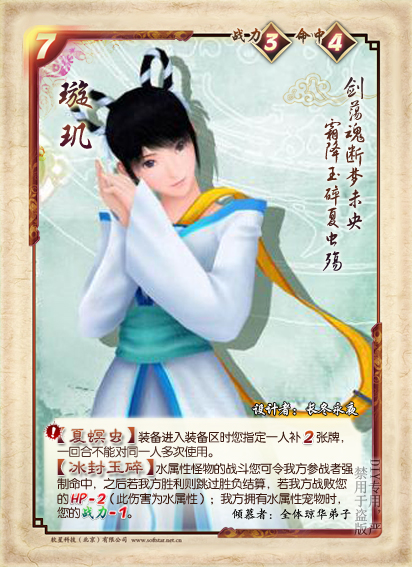 7
战力 3 命中 4
璇玑
剑荡魂断梦未央
霜降玉碎夏虫殇
设计者：长冬永夜
【夏螟虫】装备进入装备区时您指定一人补2张牌，
一回合不能对同一人多次使用。
【冰封玉碎】水属性怪物的战斗您可令我方参战者强
制命中，之后若我方胜利则跳过胜负结算，若我方战败您
的HP-2（此伤害为水属性）；我方拥有水属性宠物时，
您的战力-1。 倾慕者：全体琼华弟子
软星科技（北京）有限公司 www.softstar.net.cn
禁用于盗版